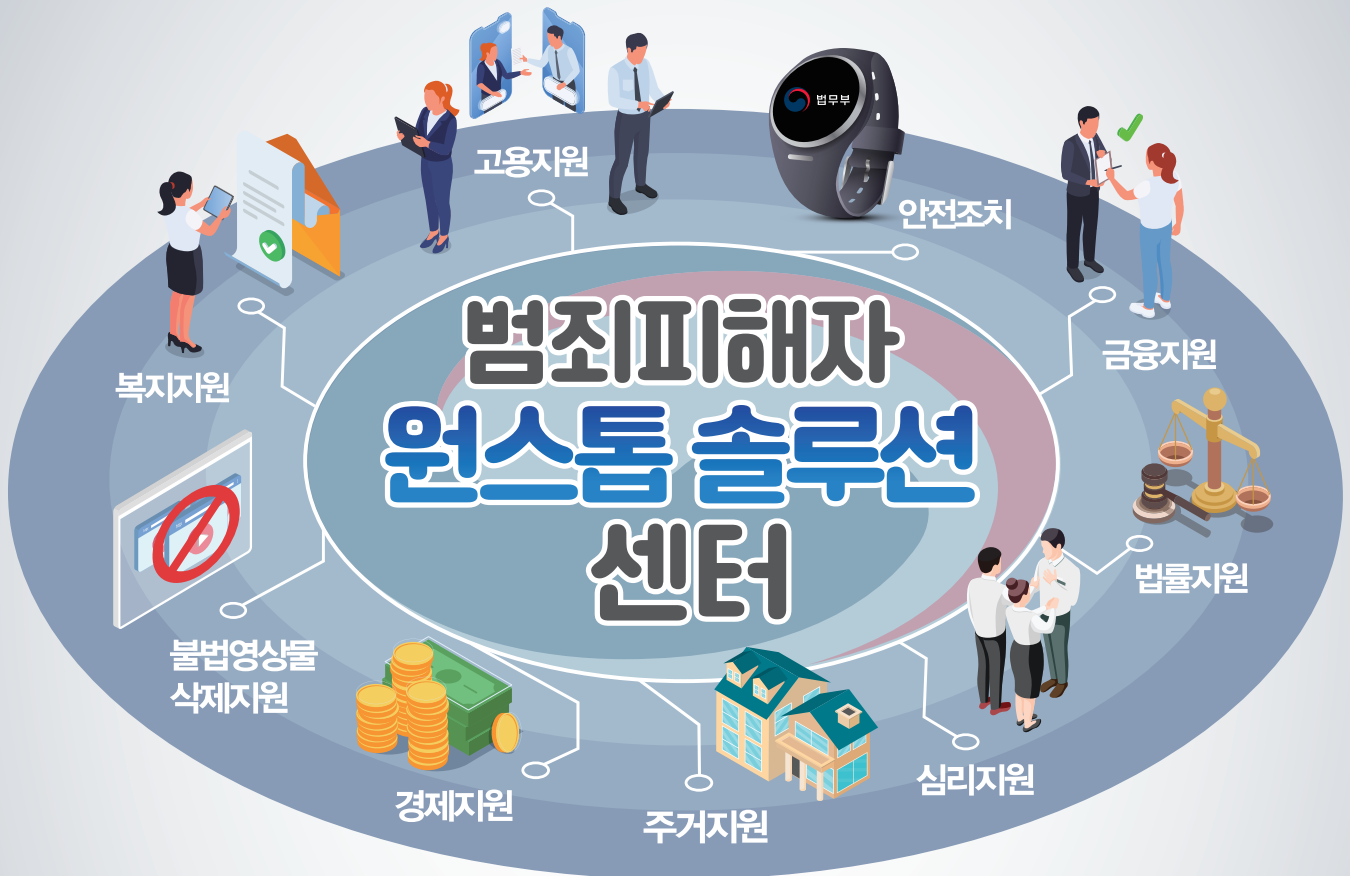 법무부
고용지원
안전조치
범죄피해자
원스톱 솔루션
센터
금융지원
복지지원
법률지원
불법영상물
삭제지원
심리지원
경제지원
주거지원